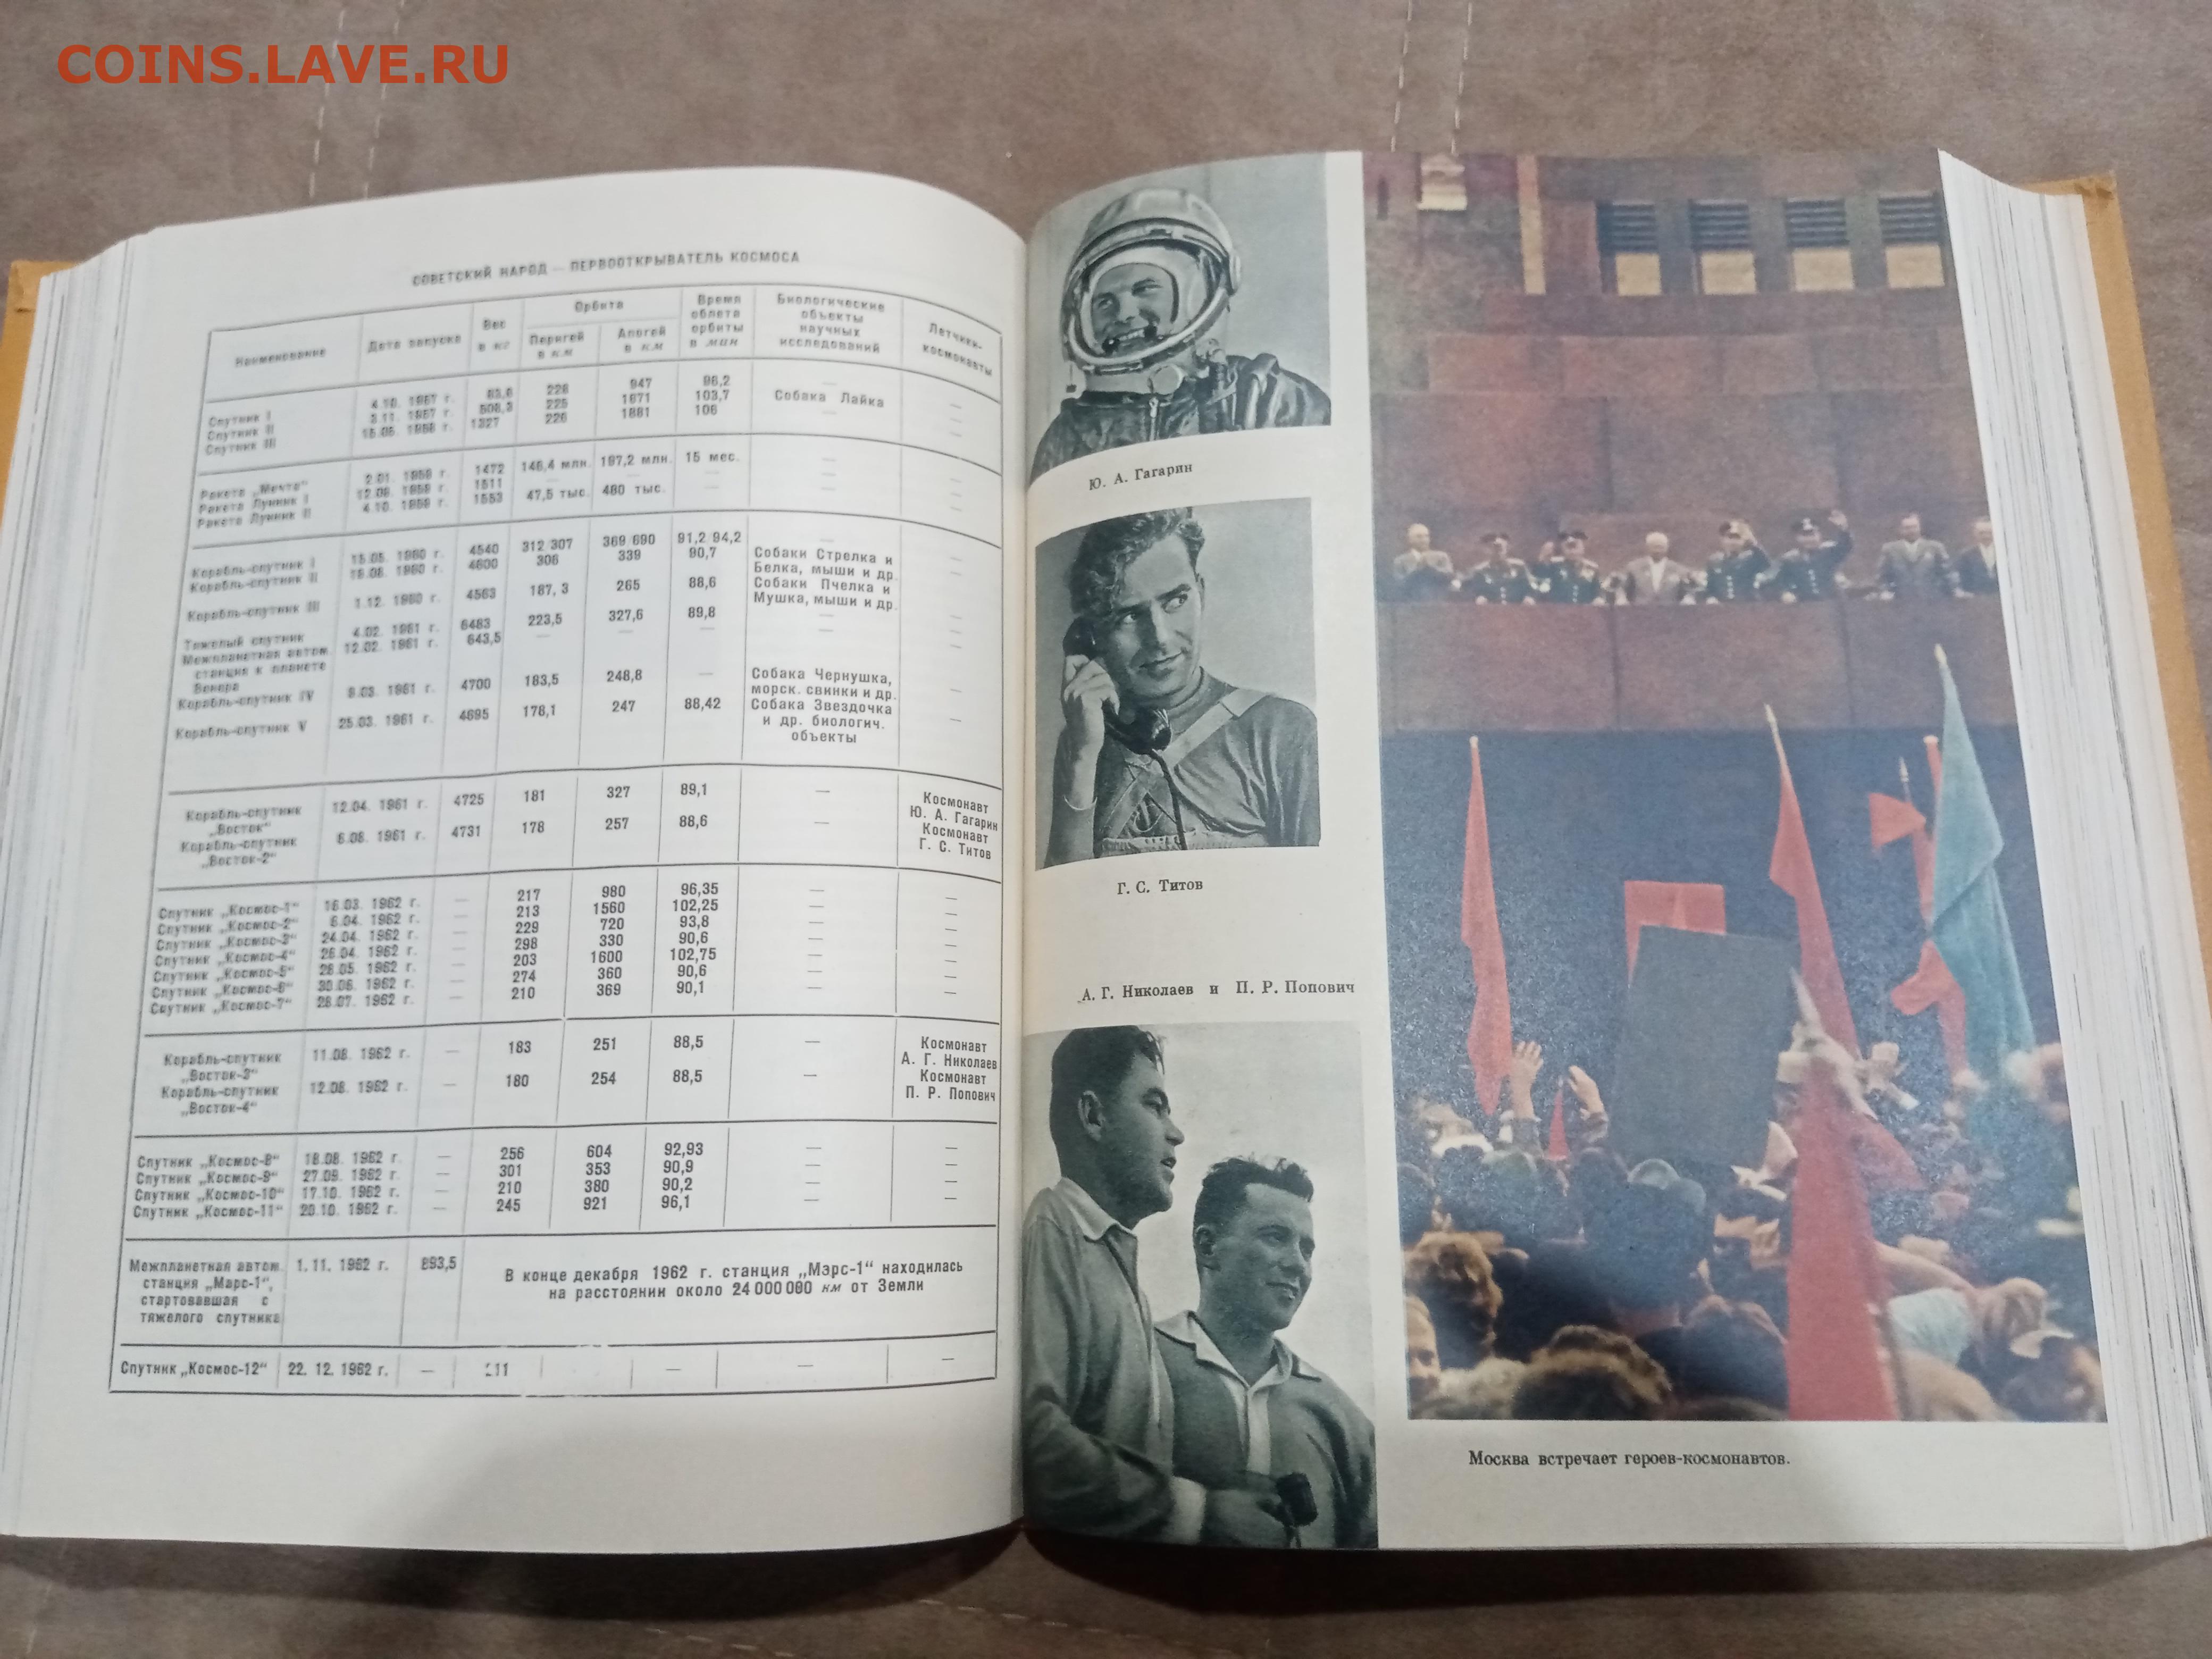 COINS.LAVE.RU
СОВЕТСКИЙ НАРОД — ПЕРВООТКРЫВАТЕЛЬ КОСМОСА
Наименование Дата запуска Вес в кг Орбита Перигей в км Апогей в км Время облета орбиты в мин Биологические объекты научных исследований Летчики-космонавты
Спутник I 4.10. 1957 г. 83,6 228 947 96,2 — —
Спутник II 3.11. 1957 г. 508,3 225 1671 103,7 Собака Лайка —
Спутник III 15.05. 1958 г. 1327 226 1881 106 — —
Ракета „Мечта“ 2.01. 1959 г. 1472 146,4 млн. 197,2 млн. 15 мес. — —
Ракета Лунник I 12.09. 1959 г. 1511 — — — — —
Ракета Лунник II 4.10. 1959 г. 1553 47,5 тыс. 480 тыс. — — —
Корабль-спутник I 15.05. 1960 г. 4540 312 307 369 690 91,2 94,2 — —
Корабль-спутник II 4600 306 339 90,7 Собаки Стрелка и Белка, мыши и др. —
Корабль-спутник III 1.12. 1960 г. 4563 187, 3 265 88,6 Собаки Пчелка и Мушка, мыши и др. —
Тяжелый спутник 4.02. 1961 г. 6483 223,5 327,6 89,8 — —
Межпланетная автом. станция к планете Венера 12.02. 1961 г. 643,5 — — — — —
Корабль-спутник IV 9.03. 1961 г. 4700 183,5 248,8 — Собака Чернушка, морск. свинки и др. —
Корабль-спутник V 25.03. 1961 г. 4695 178,1 247 88,42 Собака Звездочка и др. биологич. объекты —
Корабль-спутник „Восток“ 12.04. 1961 г. 4725 181 327 89,1 — Космонавт Ю. А. Гагарин
Корабль-спутник „Восток-2“ 6.08. 1961 г. 4731 178 257 88,6 — Космонавт Г. С. Титов
Спутник „Космос-1“ 16.03. 1962 г. — 217 980 96,35 — —
Спутник „Космос-2“ 6.04. 1962 г. — 213 1560 102,25 — —
Спутник „Космос-3“ 24.04. 1962 г. — 229 720 93,8 — —
Спутник „Космос-4“ 26.04. 1962 г. — 298 330 90,6 — —
Спутник „Космос-5“ 28.05. 1962 г. — 203 1600 102,75 — —
Спутник „Космос-6“ 30.06. 1962 г. — 274 360 90,6 — —
Спутник „Космос-7“ 28.07. 1962 г. — 210 369 90,1 — —
Корабль-спутник „Восток-3“ 11.08. 1962 г. — 183 251 88,5 — Космонавт А. Г. Николаев
Корабль-спутник „Восток-4“ 12.08. 1962 г. — 180 254 88,5 — Космонавт П. Р. Попович
Спутник „Космос-8“ 18.08. 1962 г. — 256 604 92,93 — —
Спутник „Космос-9“ 27.09. 1962 г. — 301 353 90,9 — —
Спутник „Космос-10“ 17.10. 1962 г. — 210 380 90,2 — —
Спутник „Космос-11“ 20.10. 1962 г. — 245 921 96,1 — —
Межпланетная автом. станция „Марс-1“, стартовавшая с тяжелого спутника 1. 11. 1962 г. 893,5
В конце декабря 1962 г. станция „Марс-1“ находилась
на расстоянии около 24 000 000 км от Земли
Спутник „Космос-12“ 22. 12. 1962 г. — 211 — — —
Ю. А. Гагарин
Г. С. Титов
А. Г. Николаев и П. Р. Попович
Москва встречает героев-космонавтов.